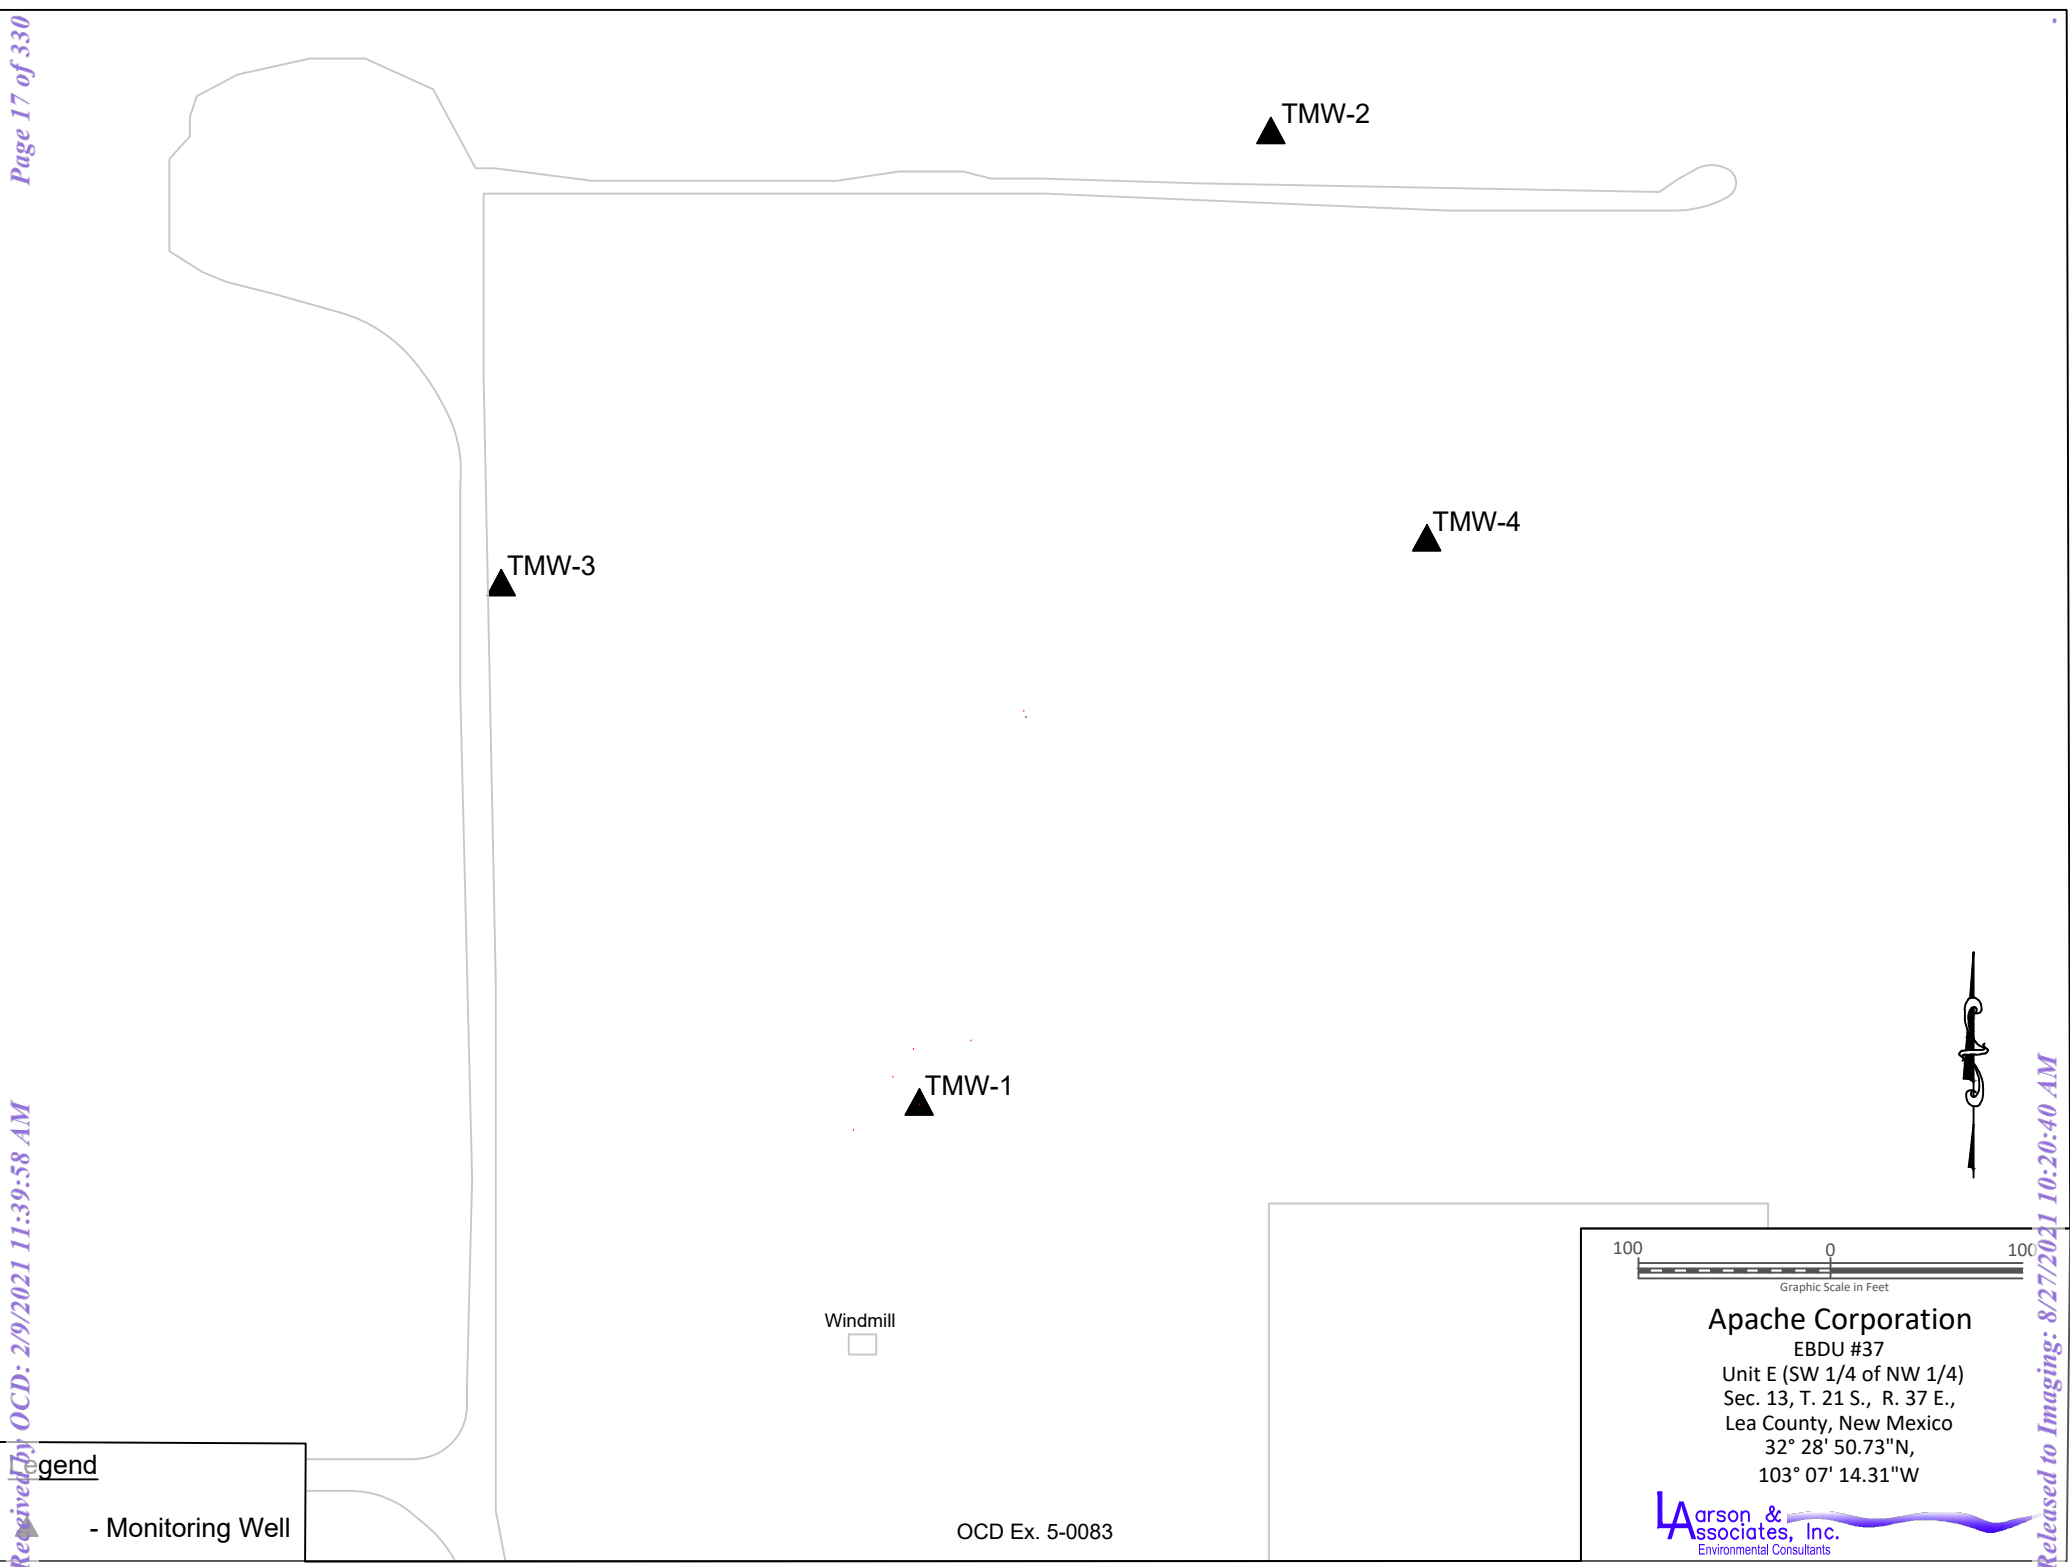 Page 17 of 330
TMW-2
TMW-4
TMW-3
TMW-1
Windmill
Received by OCD: 2/9/2021 11:39:58 AM
Released to Imaging: 8/27/2021 10:20:40 AM
100 0 100
Graphic Scale in Feet
Apache Corporation
EBDU #37
Unit E (SW 1/4 of NW 1/4)
Sec. 13, T. 21 S., R. 37 E.,
Lea County, New Mexico
32° 28' 50.73"N,
103° 07' 14.31"W
Larson &
Associates, Inc.
Environmental Consultants
Legend
- Monitoring Well
OCD Ex. 5-0083